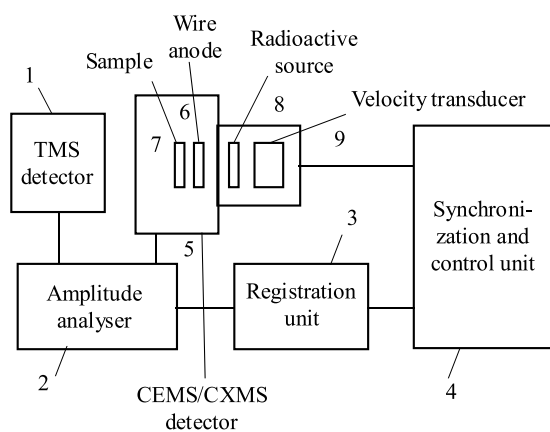 Wire
anode
Radioactive
source
Sample
1
6
8
Velocity transducer
7
9
TMS
detector
Synchroni-
zation and
control unit
5
3
Amplitude
analyser
Registration
unit
2
4
CEMS/CXMS
detector